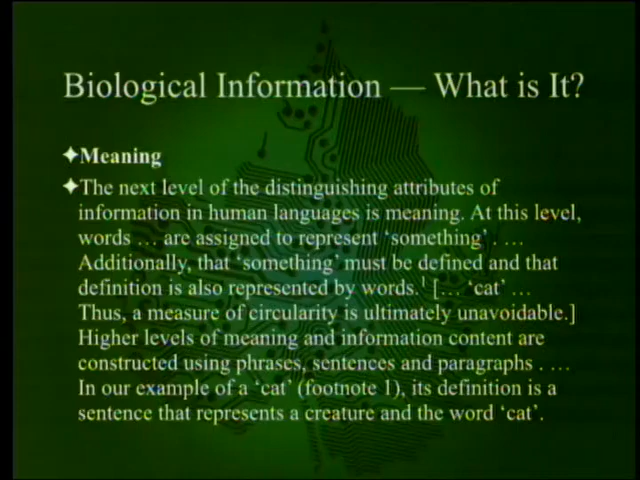 Biological Information — What is It?
✦Meaning
✦The next level of the distinguishing attributes of
information in human languages is meaning. At this level,
words … are assigned to represent ‘something’ . …
Additionally, that ‘something’ must be defined and that
definition is also represented by words.¹ [… ‘cat’ …
Thus, a measure of circularity is ultimately unavoidable.]
Higher levels of meaning and information content are
constructed using phrases, sentences and paragraphs . …
In our example of a ‘cat’ (footnote 1), its definition is a
sentence that represents a creature and the word ‘cat’.